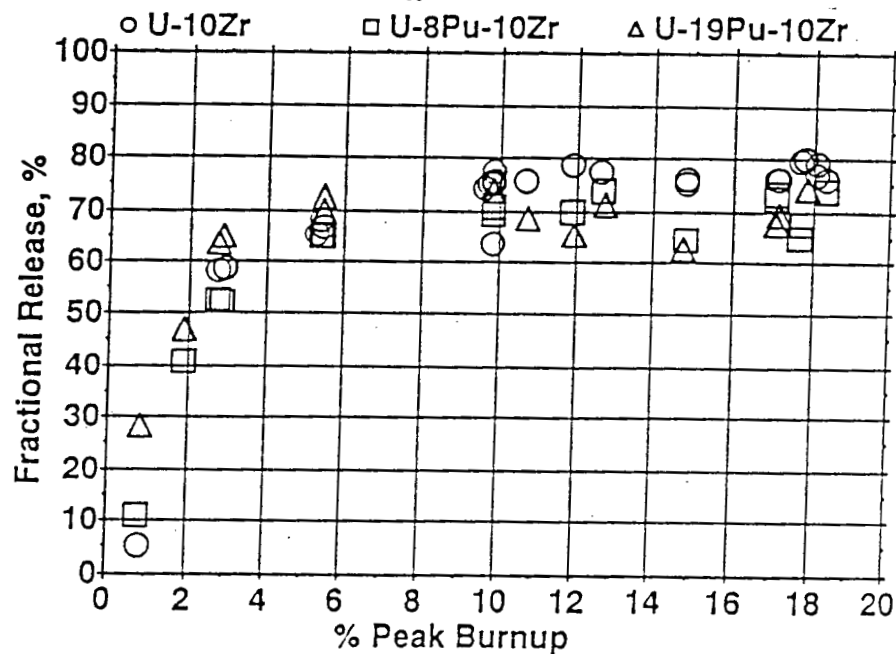 ○ U-10Zr □ U-8Pu-10Zr △ U-19Pu-10Zr
100
90
80
70
60
50
40
30
20
10
0
Fractional Release, %
0 2 4 6 8 10 12 14 16 18 20
% Peak Burnup